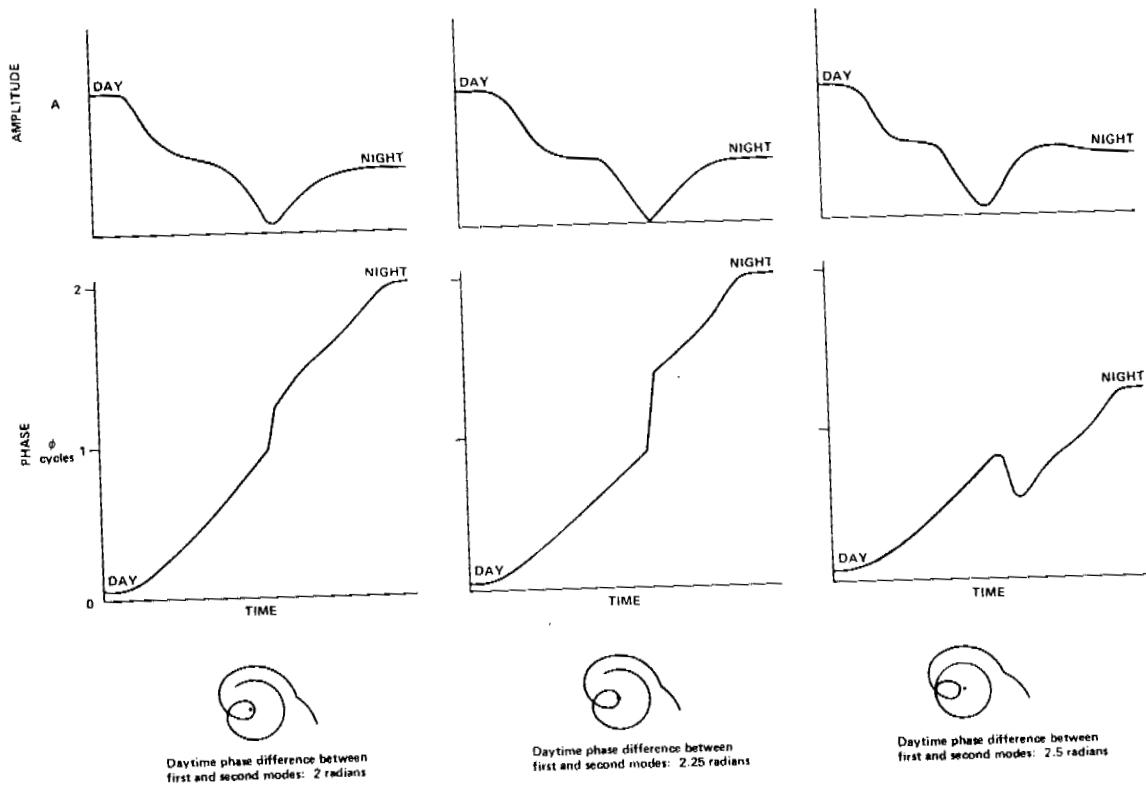 AMPLITUDE
A
DAY
NIGHT
DAY
NIGHT
DAY
NIGHT
PHASE
φ
cycles
2
1
0
NIGHT
DAY
TIME
NIGHT
DAY
TIME
NIGHT
DAY
TIME
Daytime phase difference between
first and second modes: 2 radians
Daytime phase difference between
first and second modes: 2.25 radians
Daytime phase difference between
first and second modes: 2.5 radians